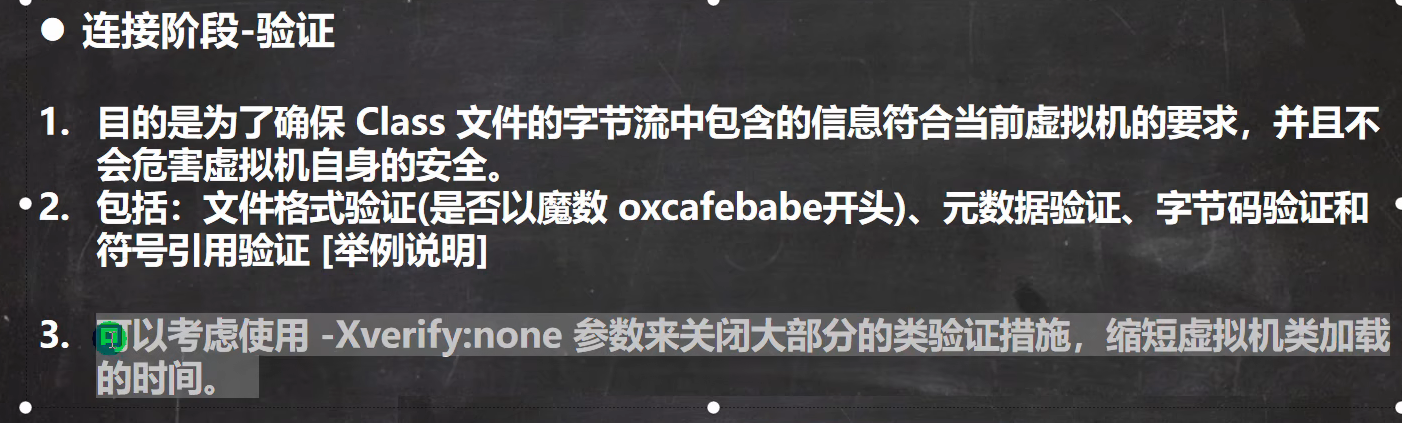 ● 连接阶段-验证
1. 目的是为了确保 Class 文件的字节流中包含的信息符合当前虚拟机的要求，并且不
会危害虚拟机自身的安全。
2. 包括：文件格式验证(是否以魔数 oxcafebabe开头)、元数据验证、字节码验证和
符号引用验证 [举例说明]
3. 可以考虑使用 -Xverify:none 参数来关闭大部分的类验证措施，缩短虚拟机类加载
的时间。